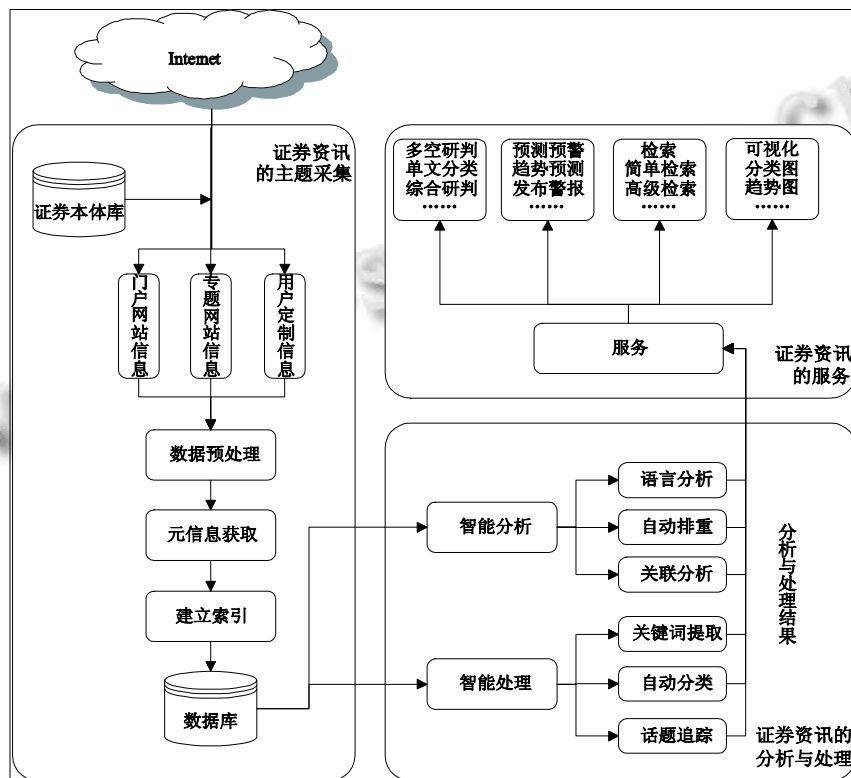 Internet
证券资讯
的主题采集
证券本体库
门户网站信息
专题网站信息
用户定制信息
数据预处理
元信息获取
建立索引
数据库
多空研判
单文分类
综合研判
……
预测预警
趋势预测
发布警报
……
检索
简单检索
高级检索
……
可视化
分类图
趋势图
……
服务
证券资讯
的服务
智能分析
语言分析
自动排重
关联分析
智能处理
关键词提取
自动分类
话题追踪
分析与处理结果
证券资讯的
分析与处理